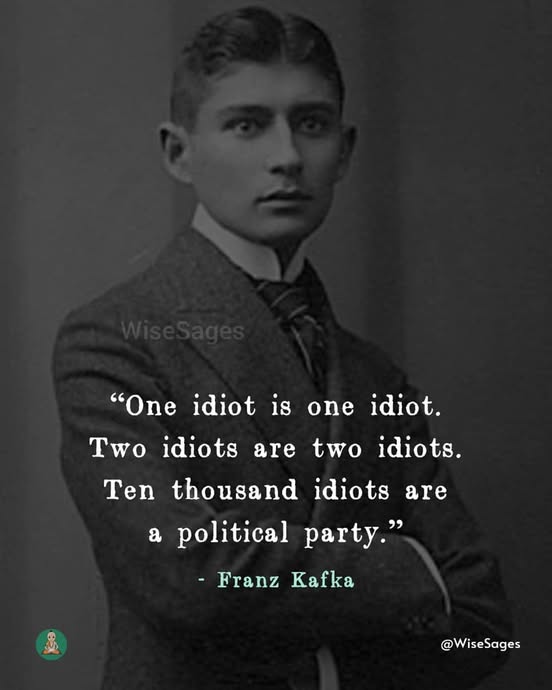 WiseSages
“One idiot is one idiot.
Two idiots are two idiots.
Ten thousand idiots are
a political party.”
- Franz Kafka
@WiseSages